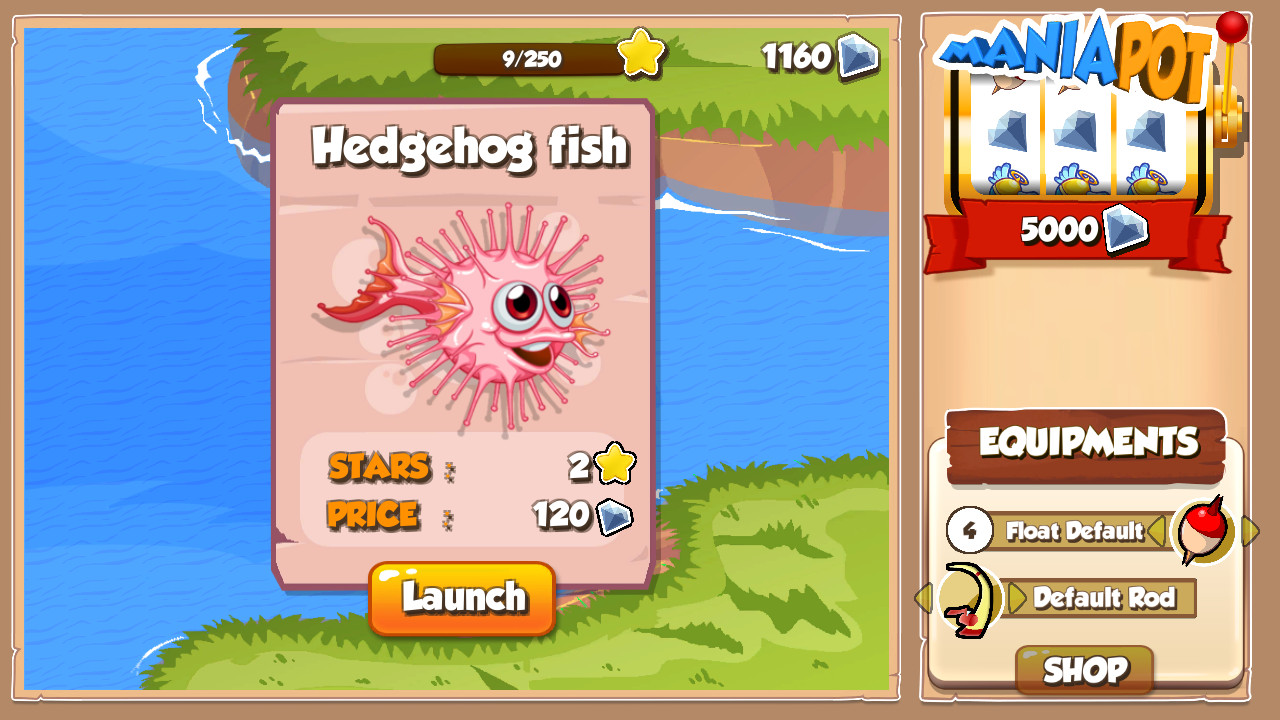 9/250
1160
Hedgehog fish
STARS : 2
PRICE : 120
Launch
MANIAPOT
5000
EQUIPMENTS
4 Float Default
Default Rod
SHOP